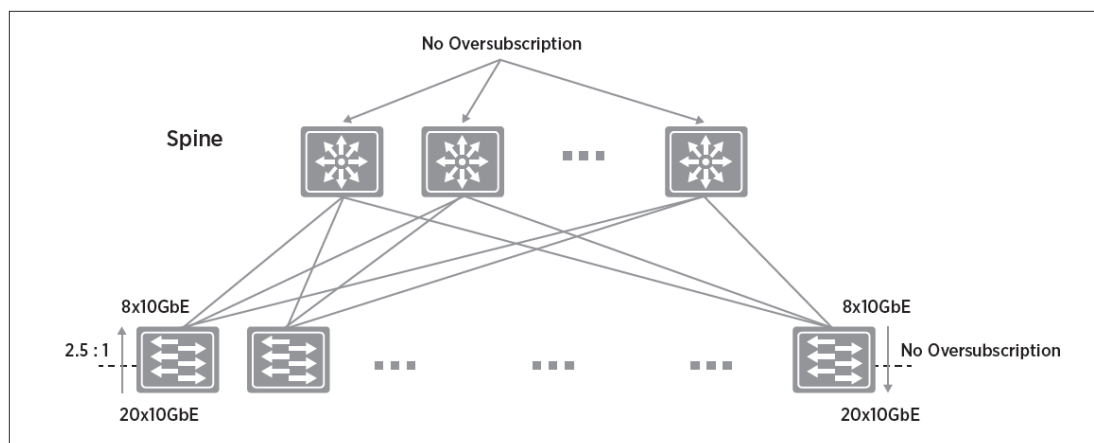 No Oversubscription
Spine
8x10GbE
8x10GbE
2.5 : 1
No Oversubscription
20x10GbE
20x10GbE